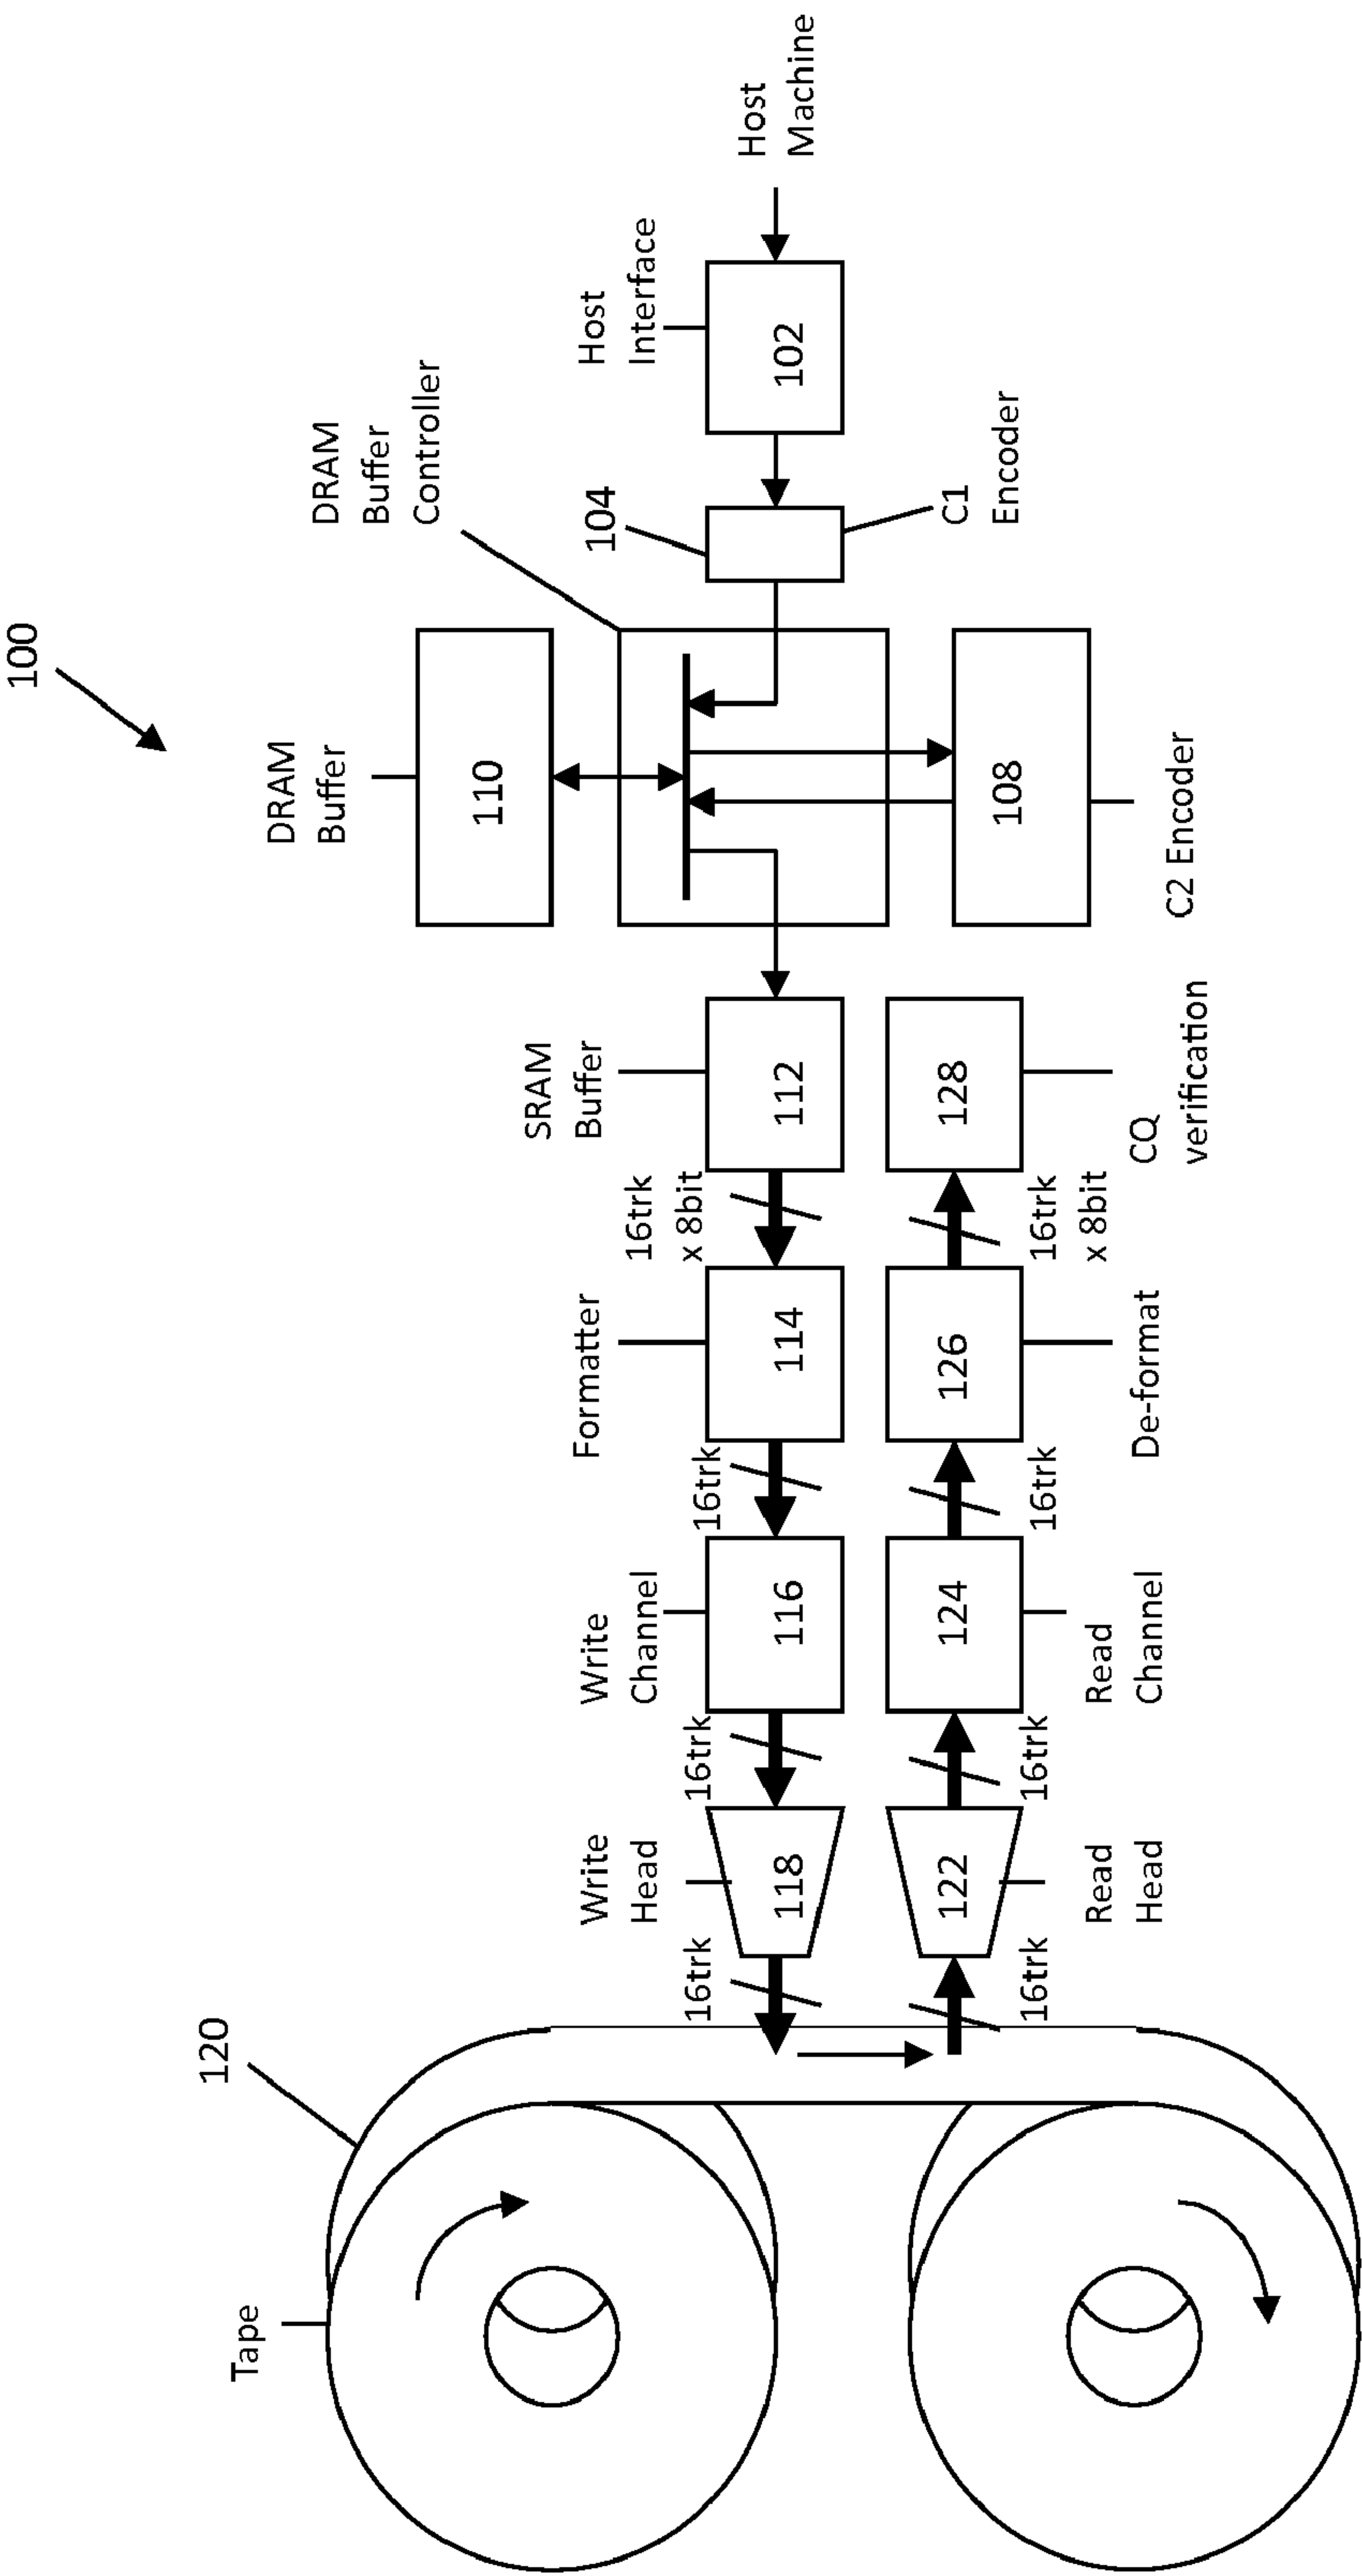 100
DRAM
Buffer
110
DRAM
Buffer
Controller
104
C1
Encoder
Host
Interface
102
Host
Machine
108
C2 Encoder
SRAM
Buffer
112
16trk
x 8bit
Formatter
114
16trk
Write
Channel
116
16trk
Write
Head
118
16trk
120
Tape
16trk
122
Read
Head
16trk
124
Read
Channel
16trk
126
De-format
16trk
x 8bit
128
CQ
verification